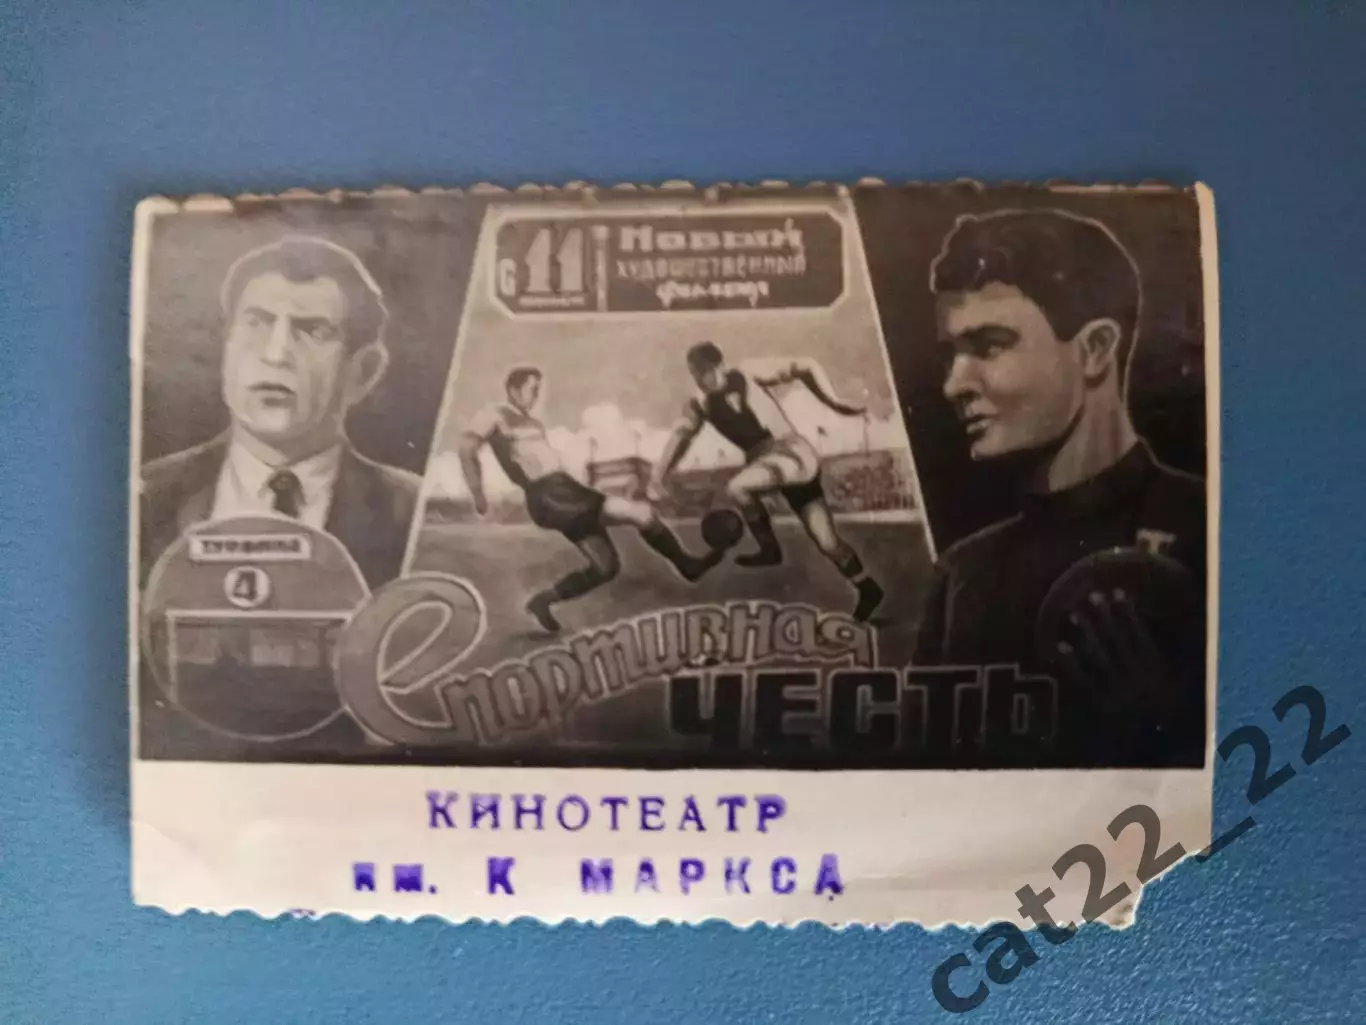 с 11
Новый
художественный
фильм
ТРИБУНА
4
Спортивная
ЧЕСТЬ
Т
КИНОТЕАТР
им. К МАРКСА
cat22_22